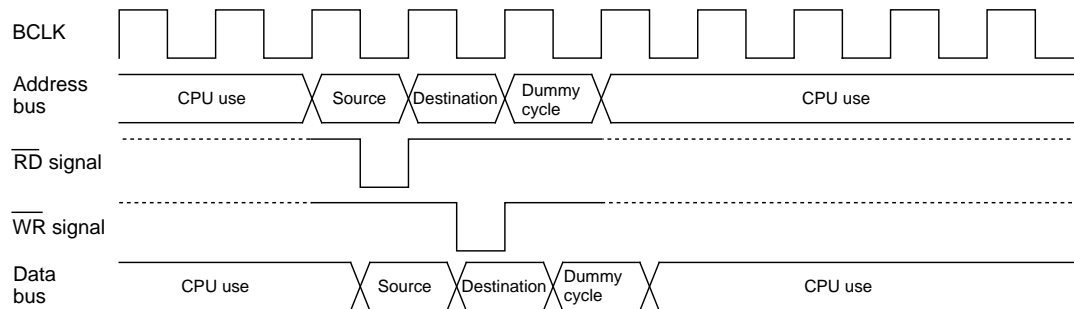 BCLK
Address
bus
CPU use
Source
Destination
Dummy
cycle
CPU use
RD signal
WR signal
Data
bus
CPU use
Source
Destination
Dummy
cycle
CPU use